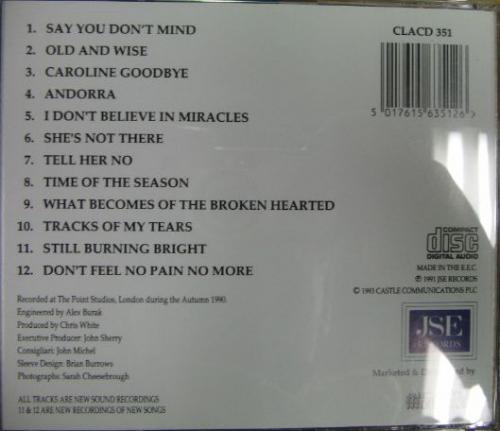 1. SAY YOU DON'T MIND
2. OLD AND WISE
3. CAROLINE GOODBYE
4. ANDORRA
5. I DON'T BELIEVE IN MIRACLES
6. SHE'S NOT THERE
7. TELL HER NO
8. TIME OF THE SEASON
9. WHAT BECOMES OF THE BROKEN HEARTED
10. TRACKS OF MY TEARS
11. STILL BURNING BRIGHT
12. DON'T FEEL NO PAIN NO MORE
Recorded at The Point Studios, London during the Autumn 1990.
Engineered by Alex Burak
Produced by Chris White
Executive Producer: John Sherry
Consigliari: John Michel
Sleeve Design: Brian Burrows
Photographs: Sarah Cheesebrough
ALL TRACKS ARE NEW SOUND RECORDINGS
11 & 12 ARE NEW RECORDINGS OF NEW SONGS
CLACD 351
5 017615 635126 >
COMPACT
disc
DIGITAL AUDIO
MADE IN THE E.E.C.
℗ 1991 JSE RECORDS
© 1993 CASTLE COMMUNICATIONS PLC
JSE
RECORDS
Marketed & by